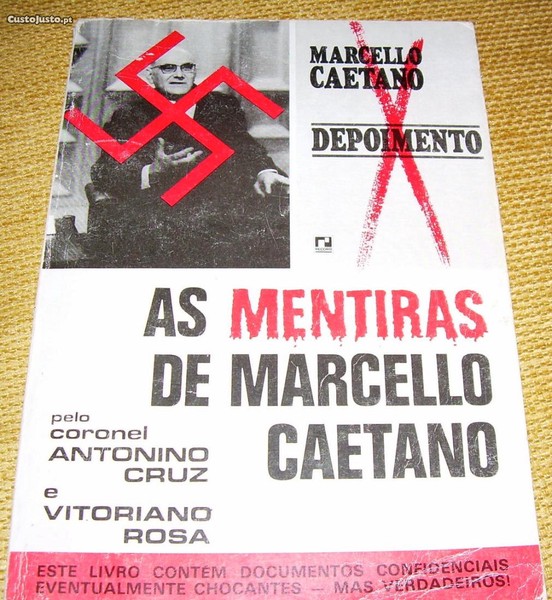 CustoJusto.pt
MARCELLO
CAETANO
DEPOIMENTO
AS MENTIRAS
DE MARCELLO
CAETANO
pelo
coronel
ANTONINO
CRUZ
e
VITORIANO
ROSA
ESTE LIVRO CONTÉM DOCUMENTOS CONFIDENCIAIS
EVENTUALMENTE CHOCANTES — MAS VERDADEIROS!